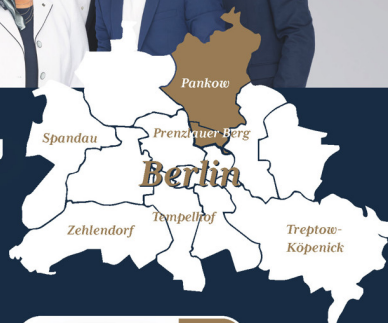 Pankow
Spandau
Prenzlauer Berg
Berlin
Tempelhof
Zehlendorf
Treptow-
Köpenick